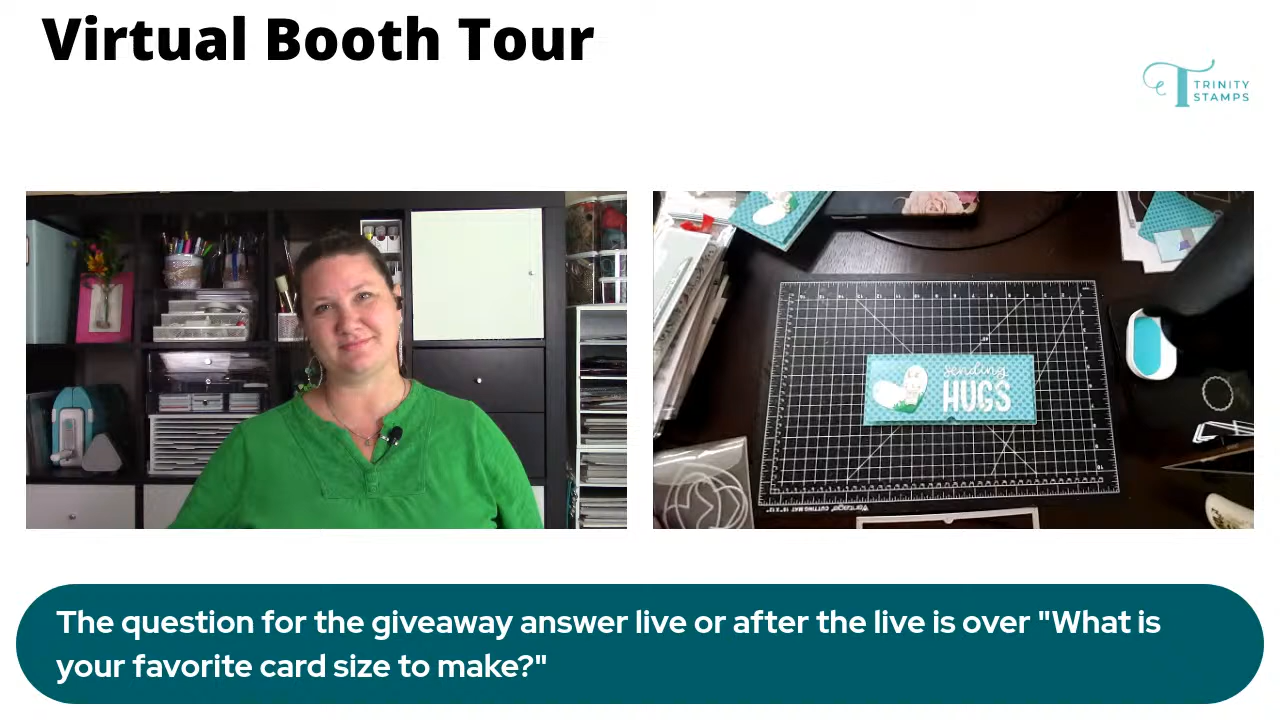 Virtual Booth Tour
TRINITY
STAMPS
sending
HUGS
The question for the giveaway answer live or after the live is over "What is
your favorite card size to make?"